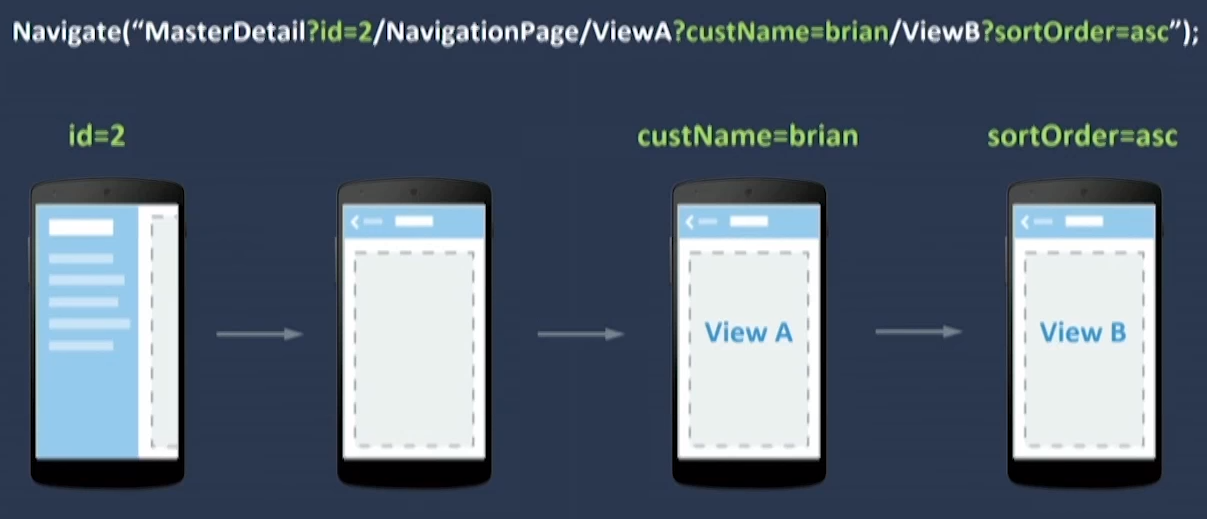 Navigate(“MasterDetail?id=2/NavigationPage/ViewA?custName=brian/ViewB?sortOrder=asc”);
id=2
custName=brian
sortOrder=asc
View A
View B